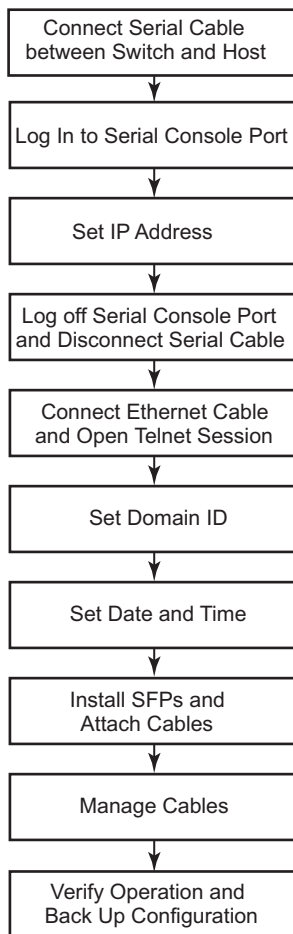 Connect Serial Cable
between Switch and Host
Log In to Serial Console Port
Set IP Address
Log off Serial Console Port
and Disconnect Serial Cable
Connect Ethernet Cable
and Open Telnet Session
Set Domain ID
Set Date and Time
Install SFPs and
Attach Cables
Manage Cables
Verify Operation and
Back Up Configuration